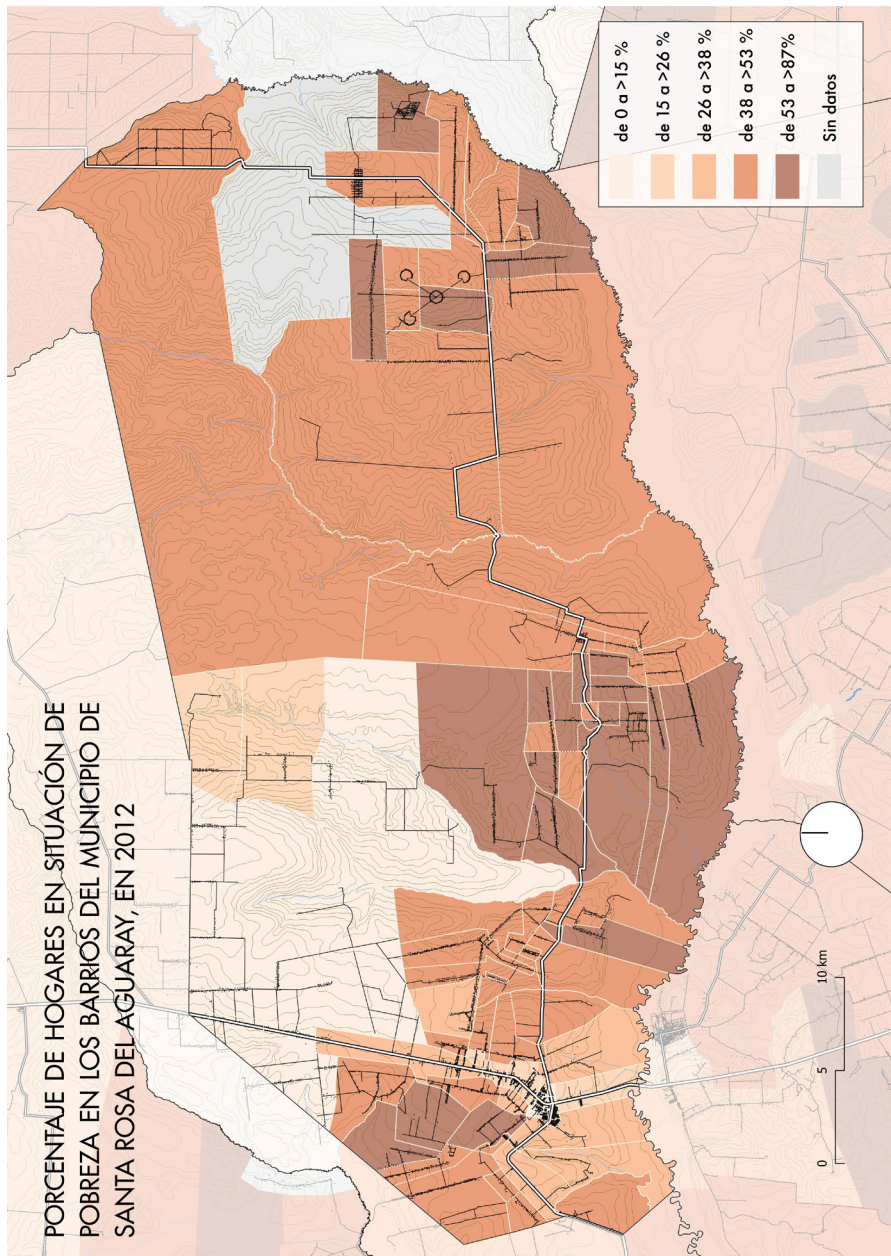 PORCENTAJE DE HOGARES EN SITUACIÓN DE
POBREZA EN LOS BARRIOS DEL MUNICIPIO DE
SANTA ROSA DEL AGUARAY, EN 2012
0
5
10 km
de 0 a >15 %
de 15 a >26 %
de 26 a >38 %
de 38 a >53 %
de 53 a >87%
Sin datos